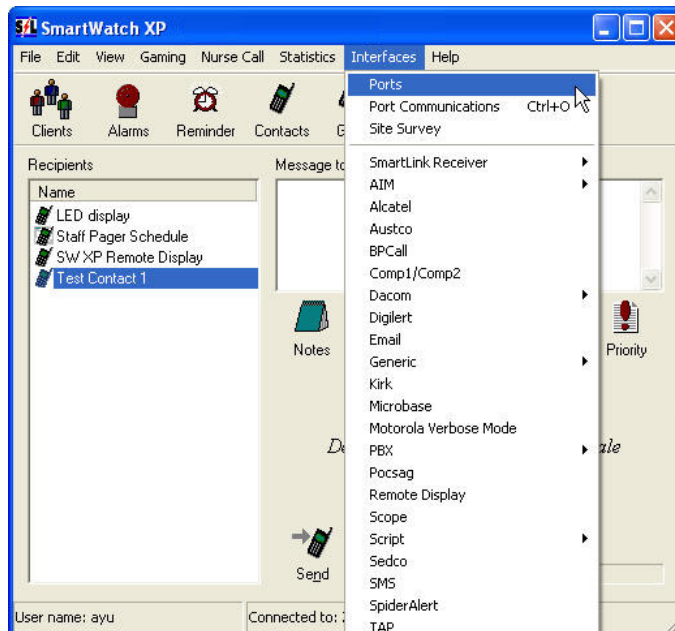 SmartWatch XP
File Edit View Gaming Nurse Call Statistics Interfaces Help
Clients Alarms Reminder Contacts
Recipients
Name
LED display
Staff Pager Schedule
SW XP Remote Display
Test Contact 1
Message to
Notes
Priority
Send
Ports
Port Communications Ctrl+O
Site Survey
SmartLink Receiver
AIM
Alcatel
Austco
BPCall
Comp1/Comp2
Dacom
Digilert
Email
Generic
Kirk
Microbase
Motorola Verbose Mode
PBX
Pocsag
Remote Display
Scope
Script
Sedco
SMS
SpiderAlert
TAP
User name: ayu
Connected to: